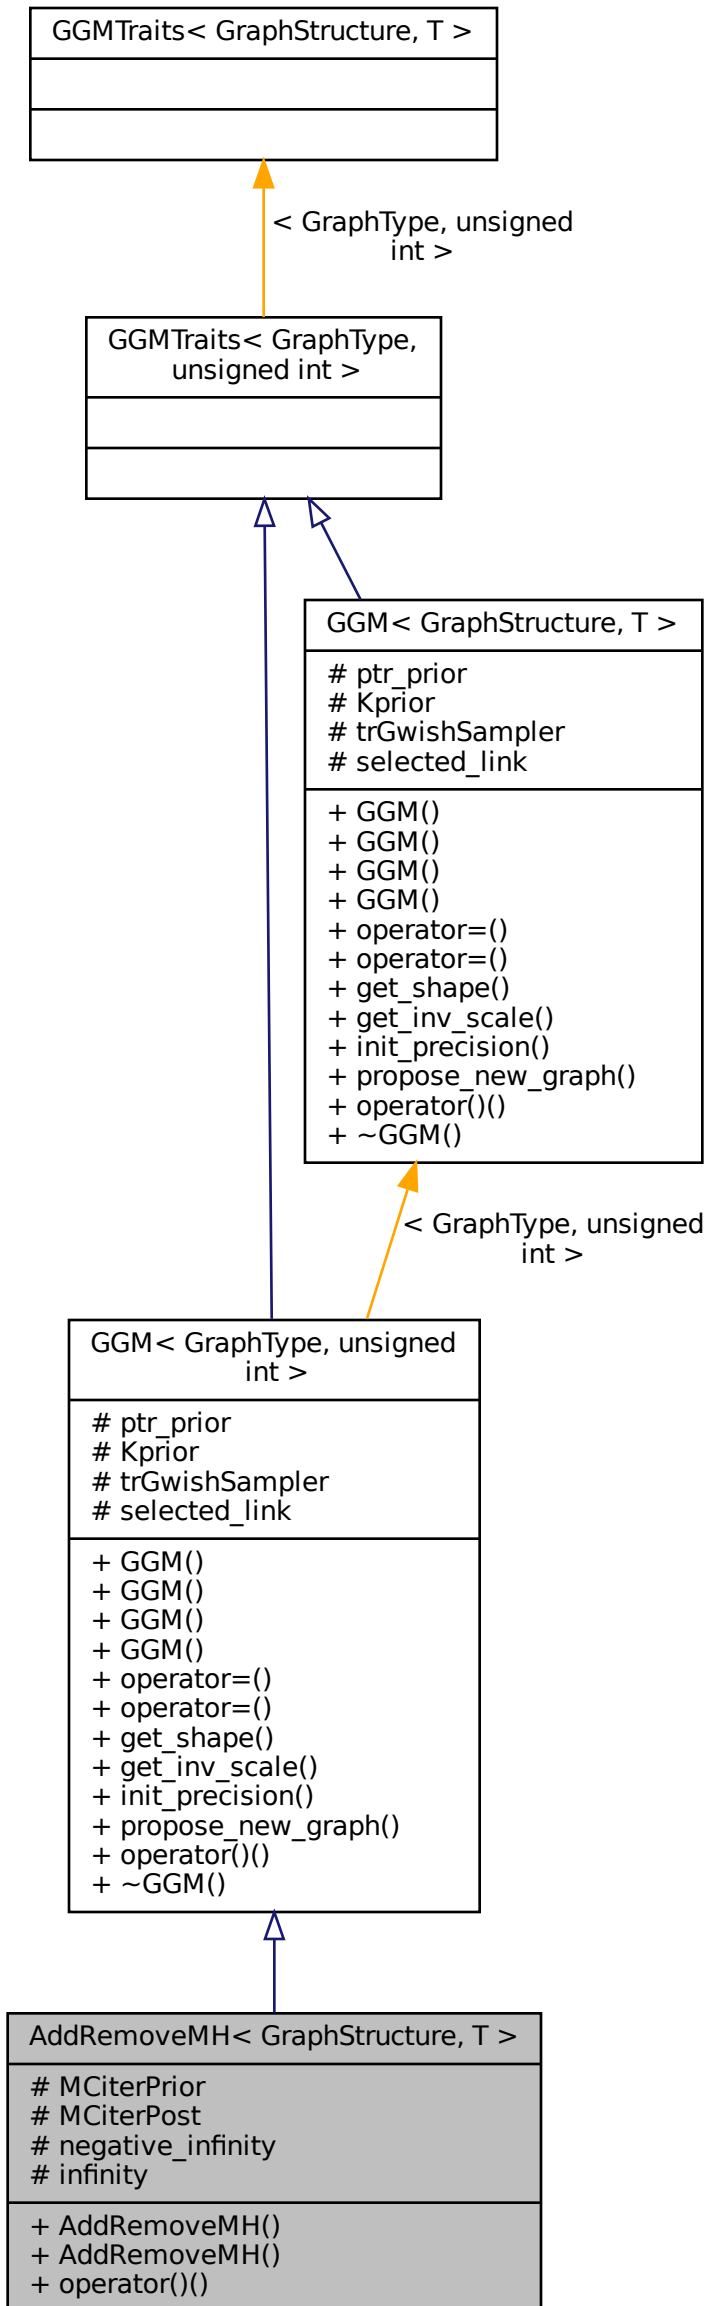 GGMTraits< GraphStructure, T >
< GraphType, unsigned
int >
GGMTraits< GraphType,
unsigned int >
GGM< GraphStructure, T >
# ptr_prior
# Kprior
# trGwishSampler
# selected_link
+ GGM()
+ GGM()
+ GGM()
+ GGM()
+ operator=()
+ operator=()
+ get_shape()
+ get_inv_scale()
+ init_precision()
+ propose_new_graph()
+ operator()()
+ ~GGM()
< GraphType, unsigned
int >
GGM< GraphType, unsigned
int >
# ptr_prior
# Kprior
# trGwishSampler
# selected_link
+ GGM()
+ GGM()
+ GGM()
+ GGM()
+ operator=()
+ operator=()
+ get_shape()
+ get_inv_scale()
+ init_precision()
+ propose_new_graph()
+ operator()()
+ ~GGM()
AddRemoveMH< GraphStructure, T >
# MCiterPrior
# MCiterPost
# negative_infinity
# infinity
+ AddRemoveMH()
+ AddRemoveMH()
+ operator()()